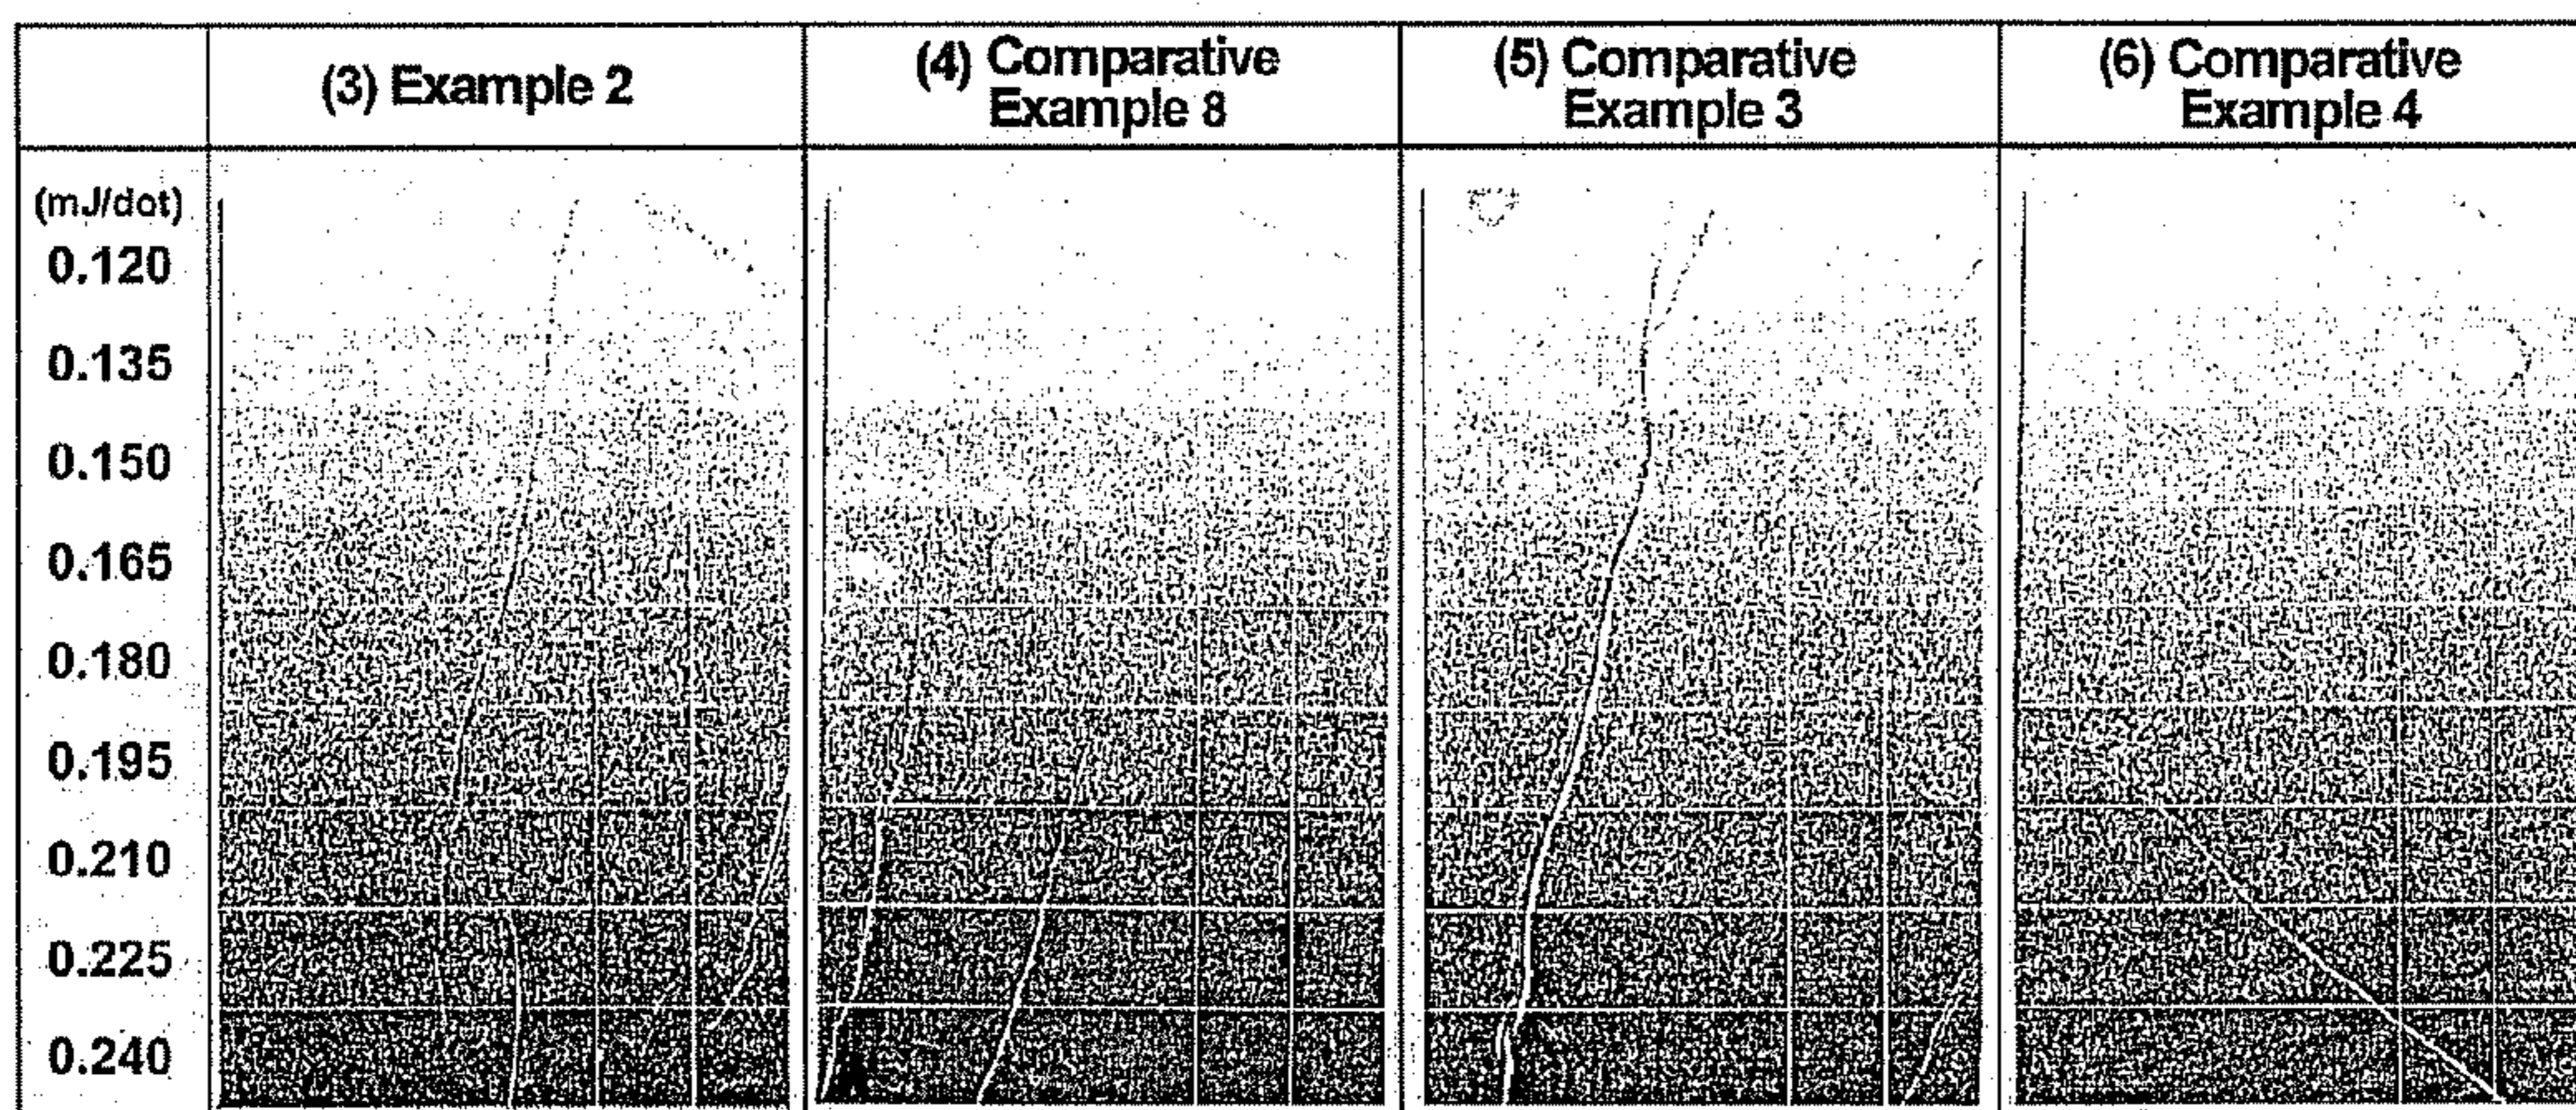 (3) Example 2
(4) Comparative
Example 8
(5) Comparative
Example 3
(6) Comparative
Example 4
(mJ/dot)
0.120
0.135
0.150
0.165
0.180
0.195
0.210
0.225
0.240